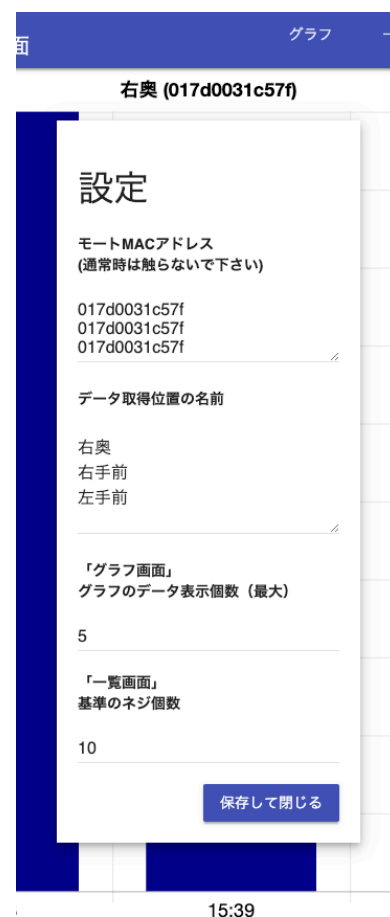 面
グラフ
右奥 (017d0031c57f)
設定
モートMACアドレス
(通常時は触らないで下さい)
017d0031c57f
017d0031c57f
017d0031c57f
データ取得位置の名前
右奥
右手前
左手前
「グラフ画面」
グラフのデータ表示個数（最大）
5
「一覧画面」
基準のネジ個数
10
保存して閉じる
15:39